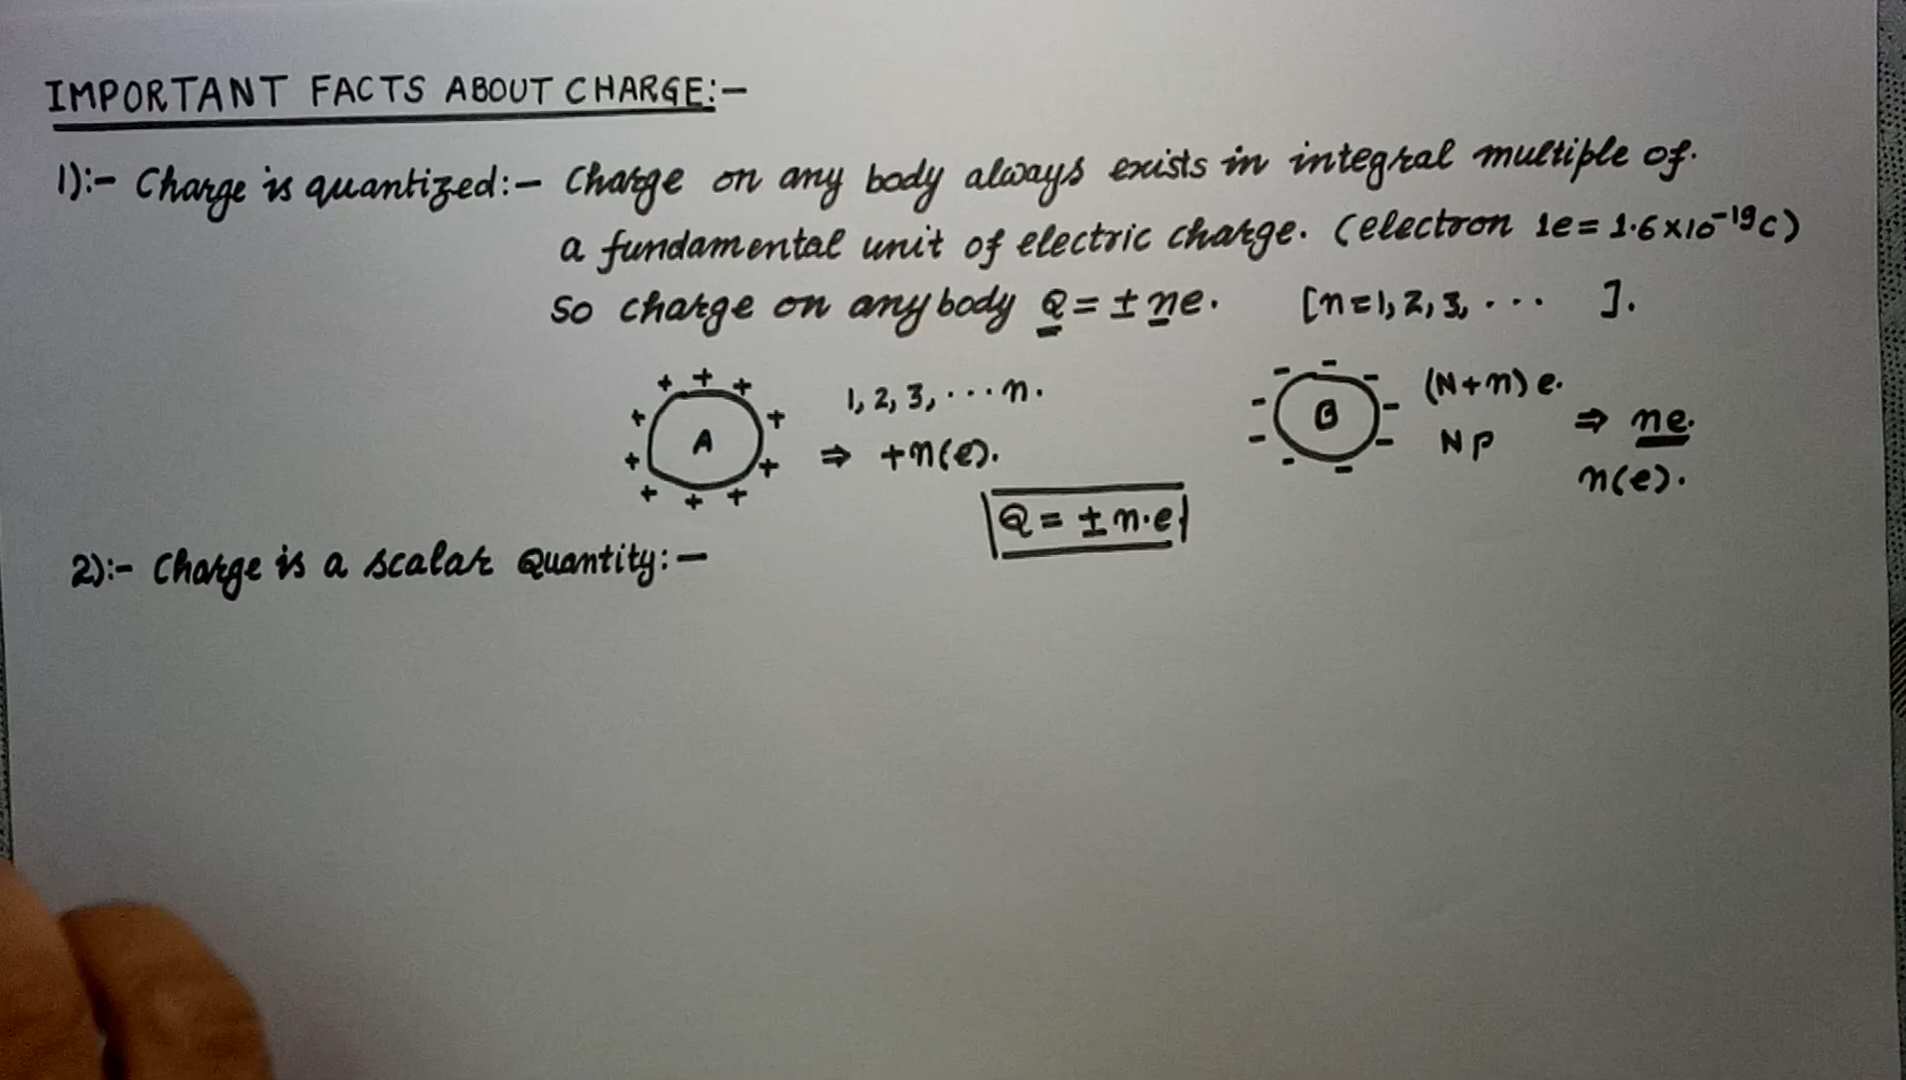 IMPORTANT FACTS ABOUT CHARGE:-
1):- Charge is quantized:- Charge on any body always exists in integral multiple of.
a fundamental unit of electric charge. (electron 1e = 1.6×10⁻¹⁹C)
so charge on any body Q = ± ne. [n=1, 2, 3, ... ].
+ + + + + + + + + + +
A
1, 2, 3, ... n.
⇒ +n(e).
- - - - - - - - -
B
(N+n) e.
N p
⇒ ne.
n(e).
Q = ± n.e
2):- Charge is a scalar Quantity:-